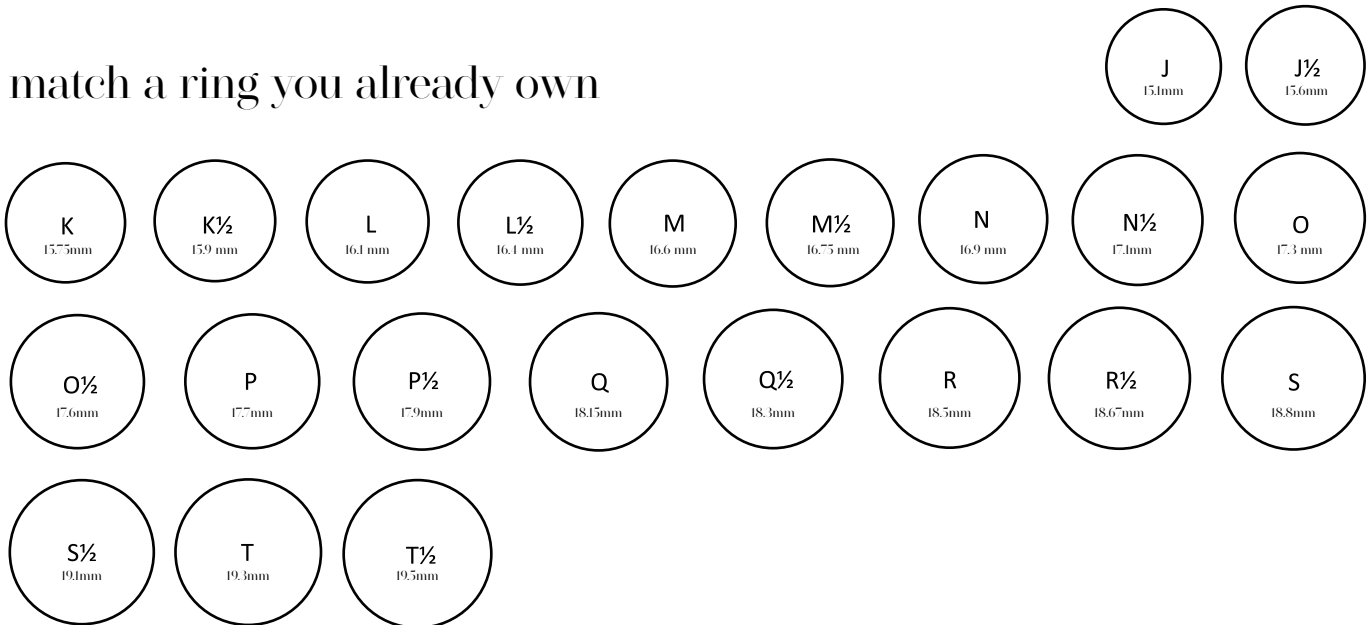 match a ring you already own
J
15.1mm
J½
15.6mm
K
15.75mm
K½
15.9 mm
L
16.1 mm
L½
16.4 mm
M
16.6 mm
M½
16.75 mm
N
16.9 mm
N½
17.1mm
O
17.3 mm
O½
17.6mm
P
17.7mm
P½
17.9mm
Q
18.15mm
Q½
18.3mm
R
18.5mm
R½
18.67mm
S
18.8mm
S½
19.1mm
T
19.3mm
T½
19.5mm